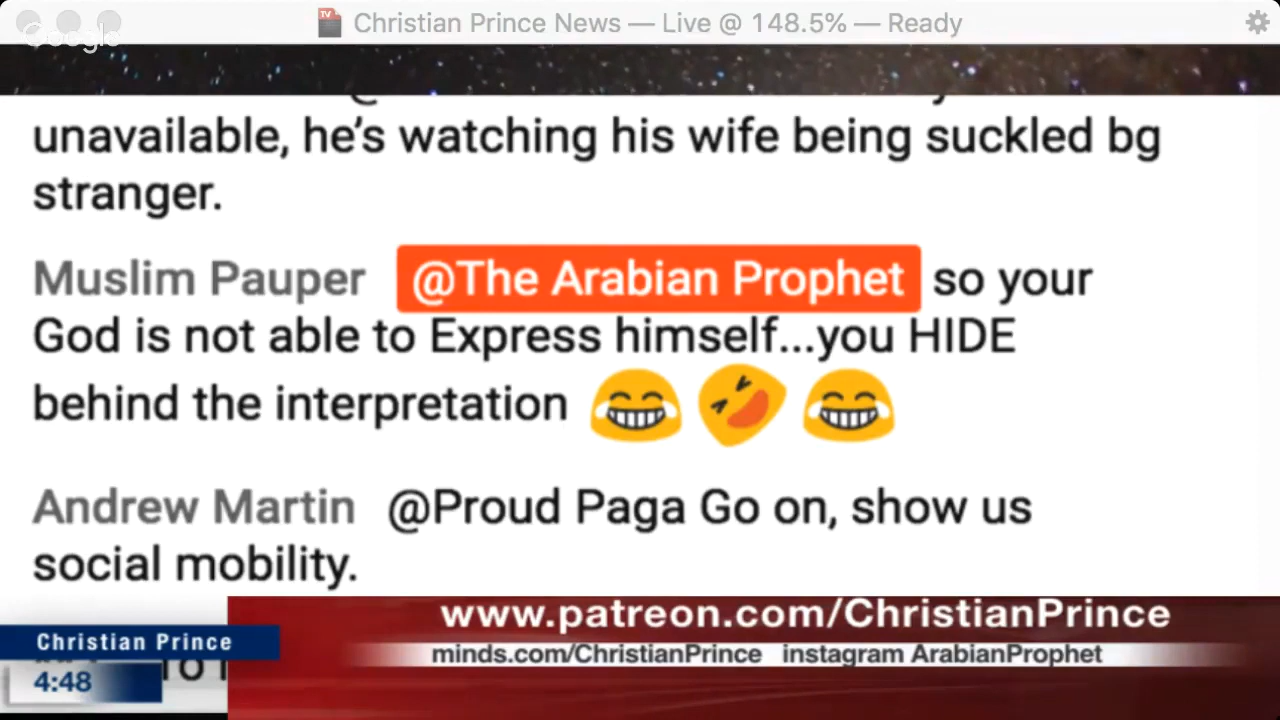 Christian Prince News — Live @ 148.5% — Ready
Google
unavailable, he's watching his wife being suckled bg
stranger.
Muslim Pauper @The Arabian Prophet so your
God is not able to Express himself...you HIDE
behind the interpretation 😂🤣😂
Andrew Martin @Proud Paga Go on, show us
social mobility.
www.patreon.com/ChristianPrince
Christian Prince
minds.com/ChristianPrince instagram ArabianProphet
4:48